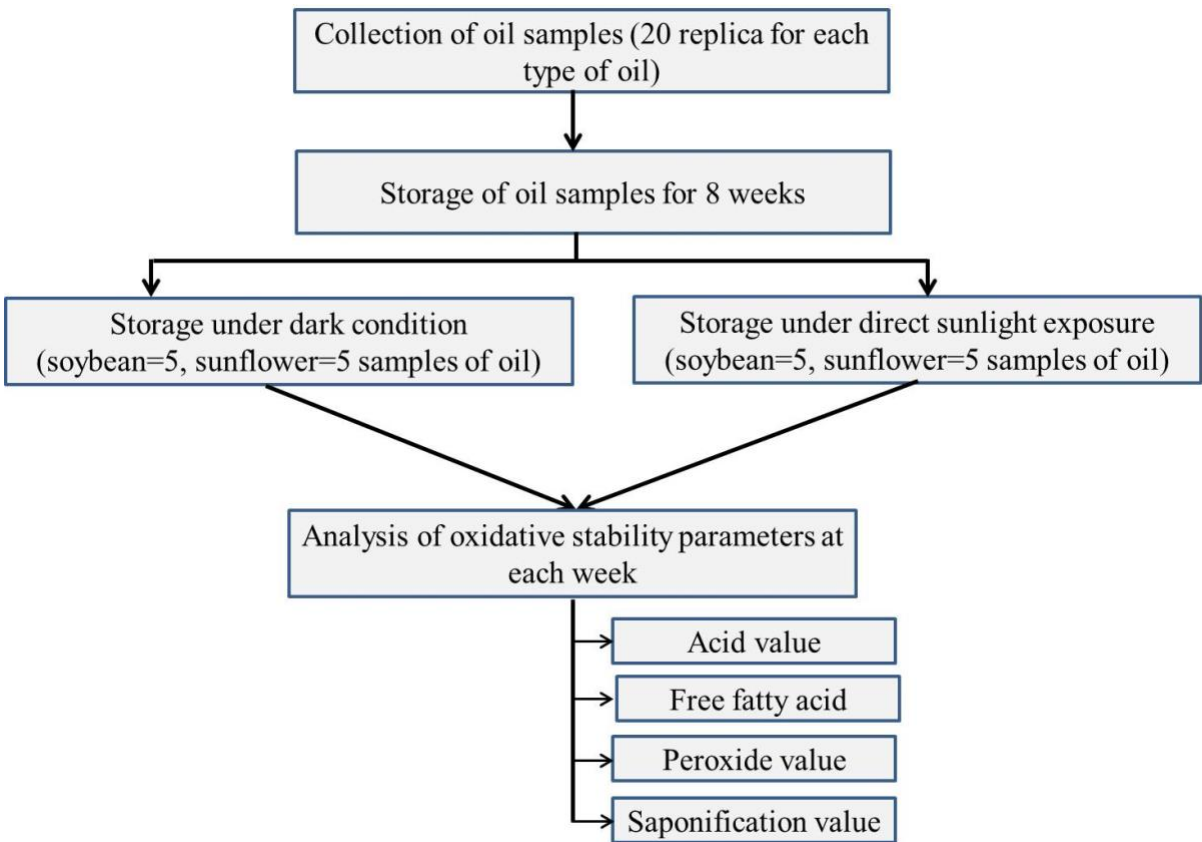 Collection of oil samples (20 replica for each
type of oil)
Storage of oil samples for 8 weeks
Storage under dark condition
(soybean=5, sunflower=5 samples of oil)
Storage under direct sunlight exposure
(soybean=5, sunflower=5 samples of oil)
Analysis of oxidative stability parameters at
each week
Acid value
Free fatty acid
Peroxide value
Saponification value